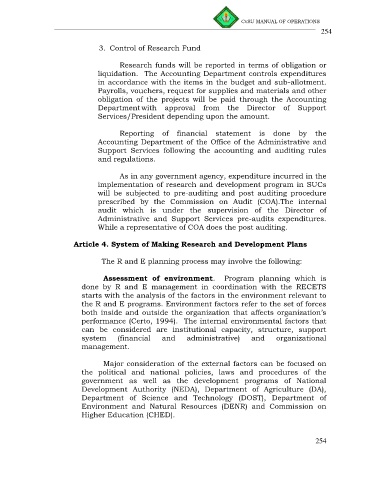 CoSU MANUAL OF OPERATIONS
254
3. Control of Research Fund
Research funds will be reported in terms of obligation or
liquidation. The Accounting Department controls expenditures
in accordance with the items in the budget and sub-allotment.
Payrolls, vouchers, request for supplies and materials and other
obligation of the projects will be paid through the Accounting
Department with approval from the Director of Support
Services/President depending upon the amount.
Reporting of financial statement is done by the
Accounting Department of the Office of the Administrative and
Support Services following the accounting and auditing rules
and regulations.
As in any government agency, expenditure incurred in the
implementation of research and development program in SUCs
will be subjected to pre-auditing and post auditing procedure
prescribed by the Commission on Audit (COA).The internal
audit which is under the supervision of the Director of
Administrative and Support Services pre-audits expenditures.
While a representative of COA does the post auditing.
Article 4. System of Making Research and Development Plans
The R and E planning process may involve the following:
Assessment of environment. Program planning which is
done by R and E management in coordination with the RECETS
starts with the analysis of the factors in the environment relevant to
the R and E programs. Environment factors refer to the set of forces
both inside and outside the organization that affects organization's
performance (Certo, 1994). The internal environmental factors that
can be considered are institutional capacity, structure, support
system (financial and administrative) and organizational
management.
Major consideration of the external factors can be focused on
the political and national policies, laws and procedures of the
government as well as the development programs of National
Development Authority (NEDA), Department of Agriculture (DA),
Department of Science and Technology (DOST), Department of
Environment and Natural Resources (DENR) and Commission on
Higher Education (CHED).
254